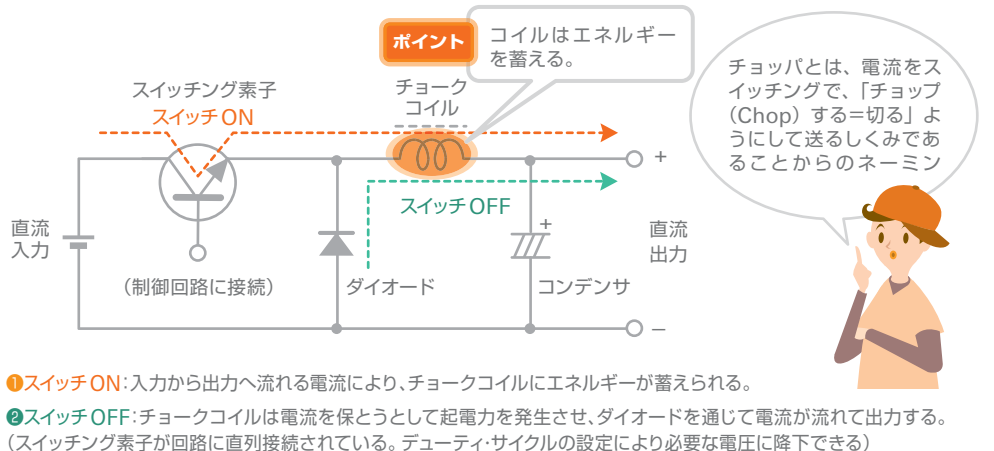 ポイント
コイルはエネルギー
を蓄える。
チョッパとは、電流をス
イッチングで、「チョップ
（Chop）する＝切る」よ
うにして送るしくみであ
ることからのネーミン
スイッチング素子
スイッチON
チョーク
コイル
+
スイッチOFF
直流
入力
+
直流
出力
（制御回路に接続）
ダイオード
コンデンサ
−
❶スイッチON：入力から出力へ流れる電流により、チョークコイルにエネルギーが蓄えられる。
❷スイッチOFF：チョークコイルは電流を保とうとして起電力を発生させ、ダイオードを通じて電流が流れて出力する。
（スイッチング素子が回路に直列接続されている。デューティ・サイクルの設定により必要な電圧に降下できる）